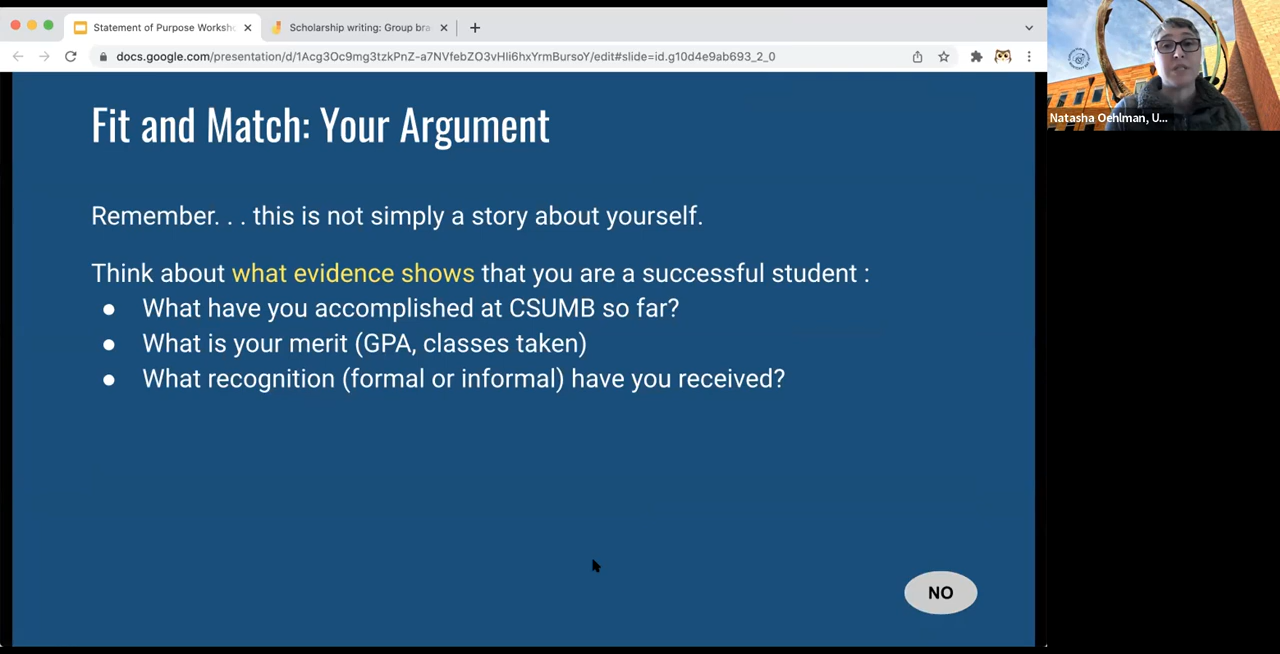 Statement of Purpose Worksho
Scholarship writing: Group bra
docs.google.com/presentation/d/1Acg3Oc9mg3tzkPnZ-a7NVfebZO3vHli6hxYrmBursoY/edit#slide=id.g10d4e9ab693_2_0
Natasha Oehlman, U...
Fit and Match: Your Argument
Remember. . . this is not simply a story about yourself.
Think about what evidence shows that you are a successful student :
● What have you accomplished at CSUMB so far?
● What is your merit (GPA, classes taken)
● What recognition (formal or informal) have you received?
NO